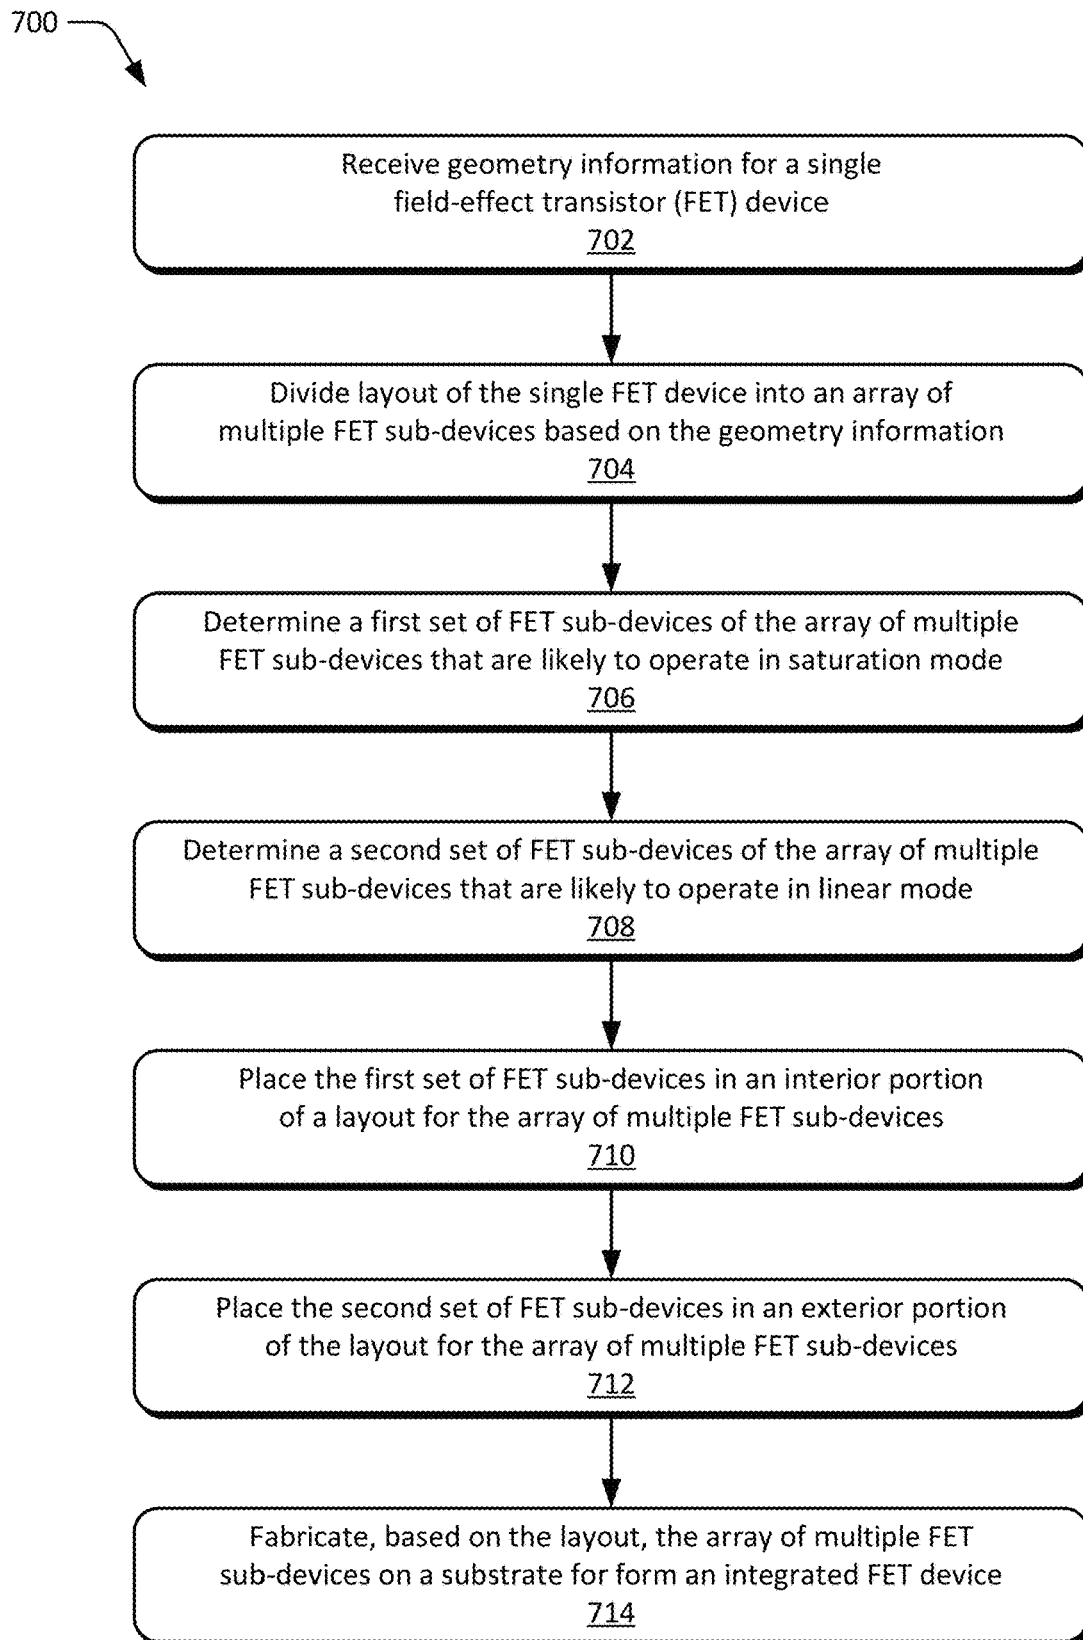 700
Receive geometry information for a single
field-effect transistor (FET) device
702
Divide layout of the single FET device into an array of
multiple FET sub-devices based on the geometry information
704
Determine a first set of FET sub-devices of the array of multiple
FET sub-devices that are likely to operate in saturation mode
706
Determine a second set of FET sub-devices of the array of multiple
FET sub-devices that are likely to operate in linear mode
708
Place the first set of FET sub-devices in an interior portion
of a layout for the array of multiple FET sub-devices
710
Place the second set of FET sub-devices in an exterior portion
of the layout for the array of multiple FET sub-devices
712
Fabricate, based on the layout, the array of multiple FET
sub-devices on a substrate for form an integrated FET device
714